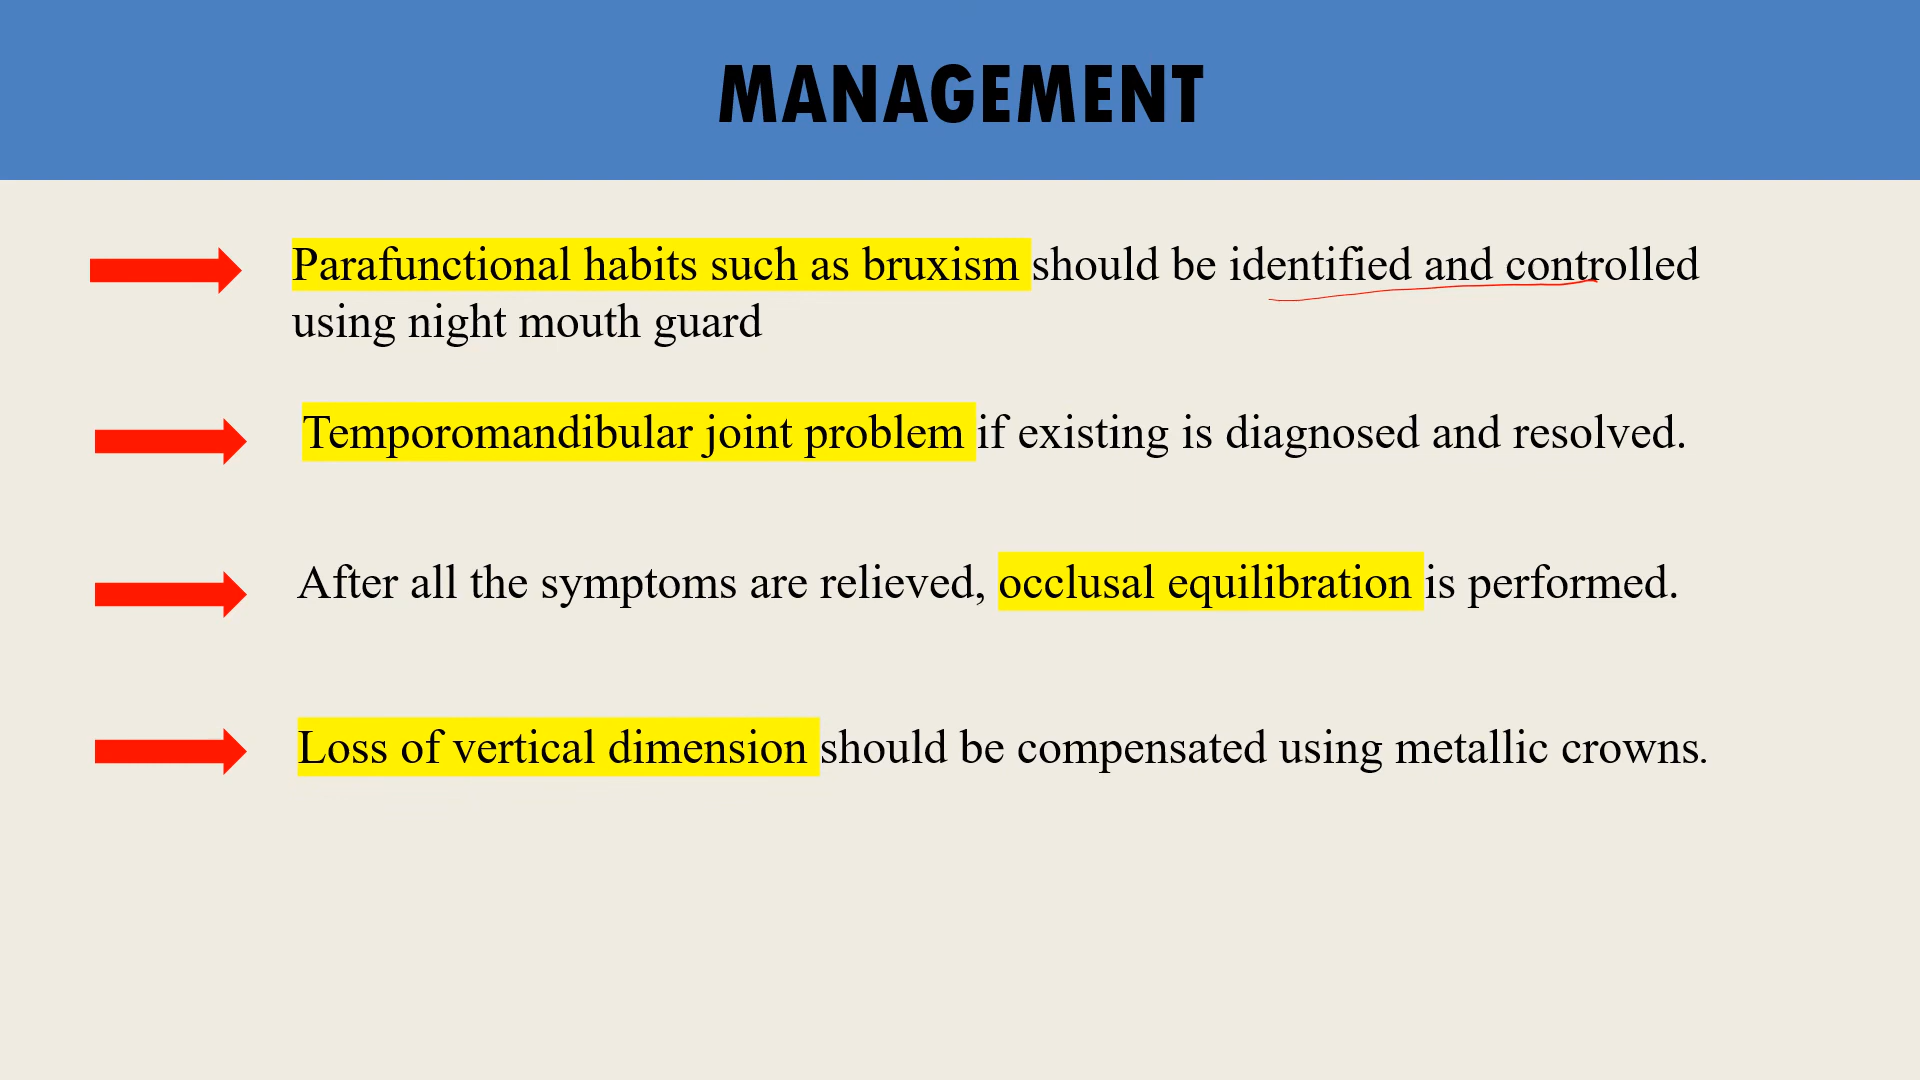 MANAGEMENT
Parafunctional habits such as bruxism should be identified and controlled
using night mouth guard
Temporomandibular joint problem if existing is diagnosed and resolved.
After all the symptoms are relieved, occlusal equilibration is performed.
Loss of vertical dimension should be compensated using metallic crowns.